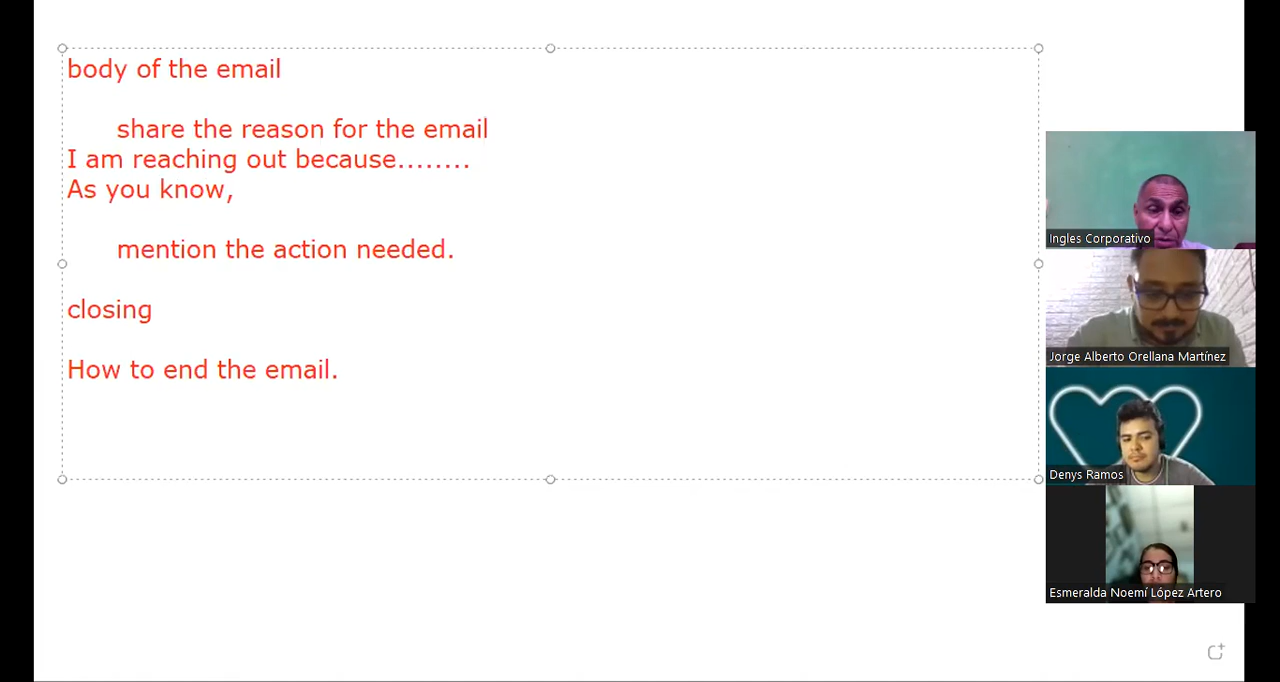 body of the email
share the reason for the email
I am reaching out because........
As you know,
mention the action needed.
closing
How to end the email.
Ingles Corporativo
Jorge Alberto Orellana Martínez
Denys Ramos
Esmeralda Noemí López Artero